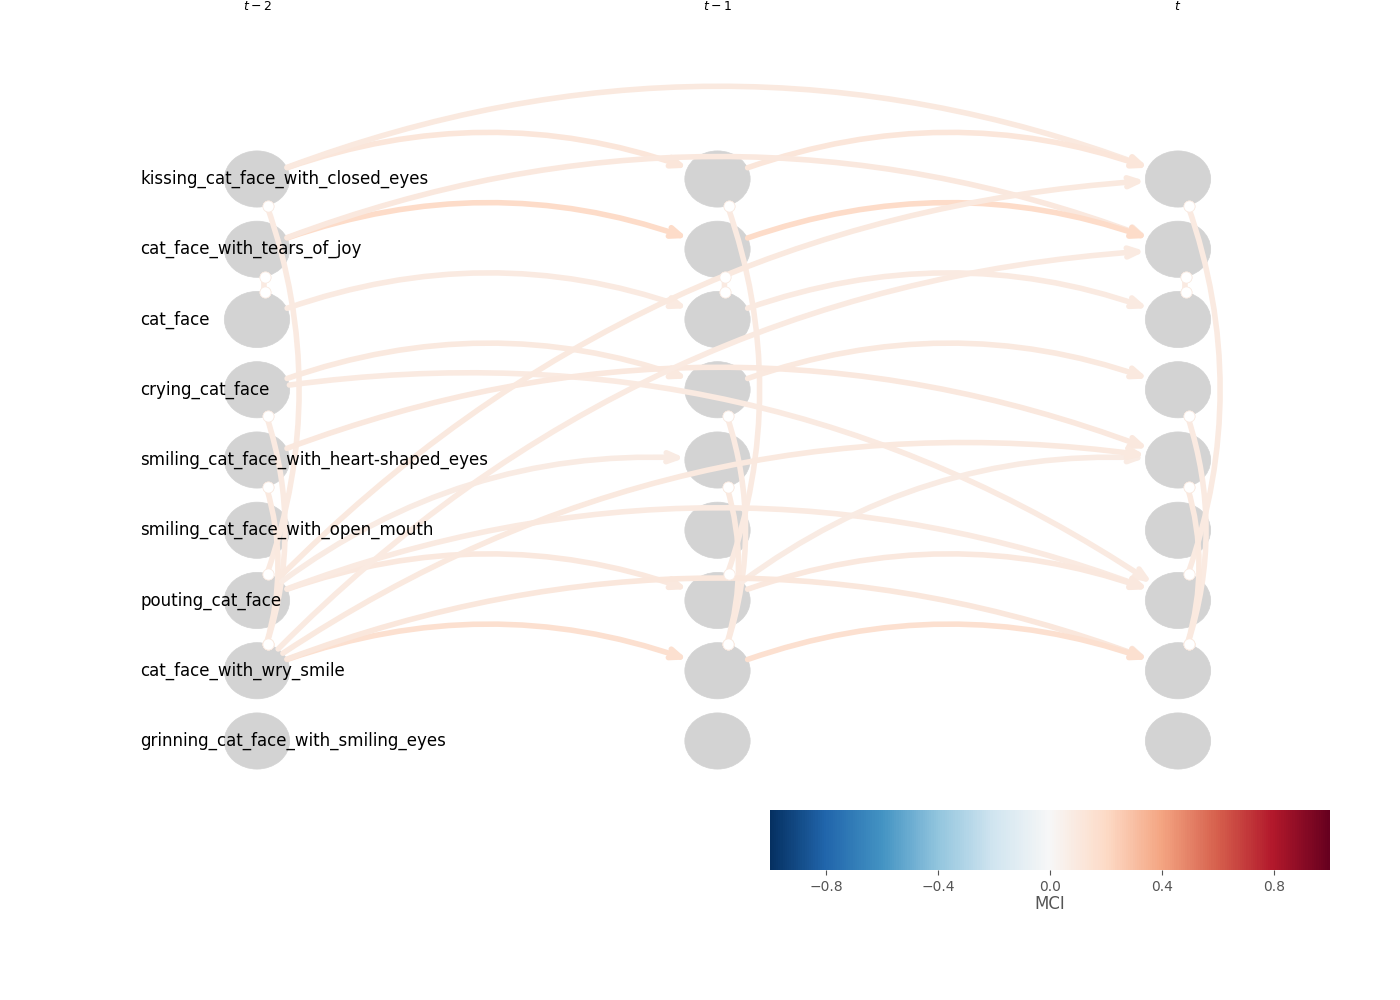 t − 2 t − 1 t
kissing_cat_face_with_closed_eyes
cat_face_with_tears_of_joy
cat_face
crying_cat_face
smiling_cat_face_with_heart-shaped_eyes
smiling_cat_face_with_open_mouth
pouting_cat_face
cat_face_with_wry_smile
grinning_cat_face_with_smiling_eyes
−0.8 −0.4 0.0 0.4 0.8
MCI